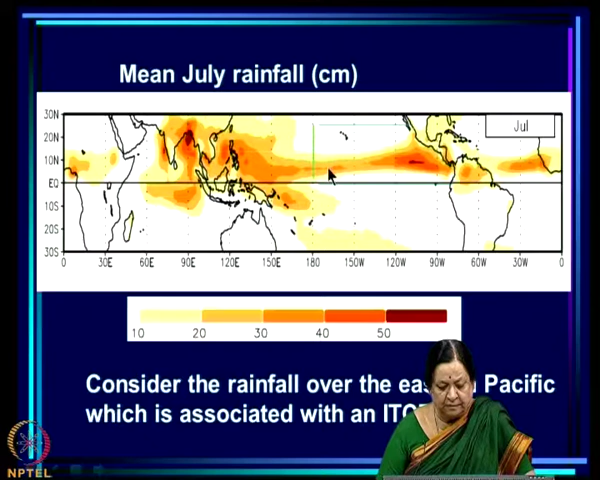 Mean July rainfall (cm)
30N
Jul
20N
10N
EQ
10S
20S
30S
0 30E 60E 90E 120E 150E 180 150W 120W 90W 60W 30W 0
10 20 30 40 50
Consider the rainfall over the Pacific
which is associated with an
NPTEL